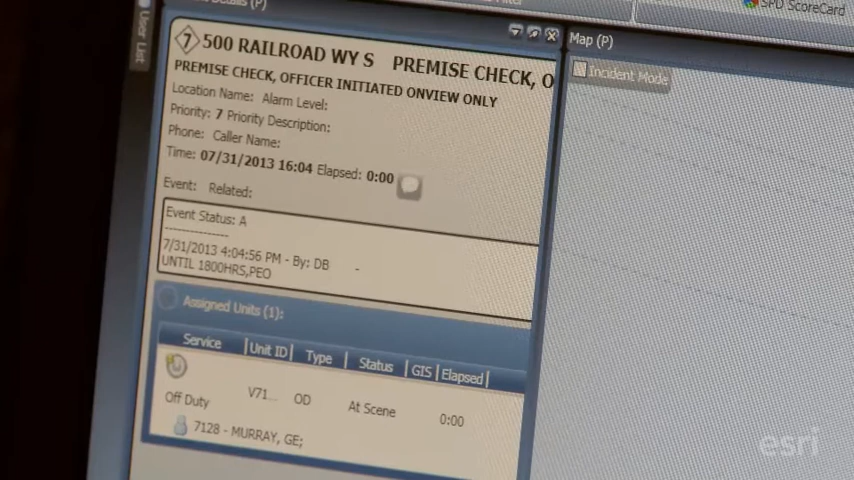 Details (P)
SPD ScoreCard
User List
7
500 RAILROAD WY S PREMISE CHECK, O
PREMISE CHECK, OFFICER INITIATED ONVIEW ONLY
Location Name: Alarm Level:
Priority: 7 Priority Description:
Phone: Caller Name:
Time: 07/31/2013 16:04 Elapsed: 0:00
Event: Related:
Event Status: A
--------------
7/31/2013 4:04:56 PM - By: DB -
UNTIL 1800HRS,PEO
Assigned Units (1):
Service Unit ID Type Status GIS Elapsed
V71... OD At Scene 0:00
Off Duty
7128 - MURRAY, GE;
Map (P)
Incident Mode
esri